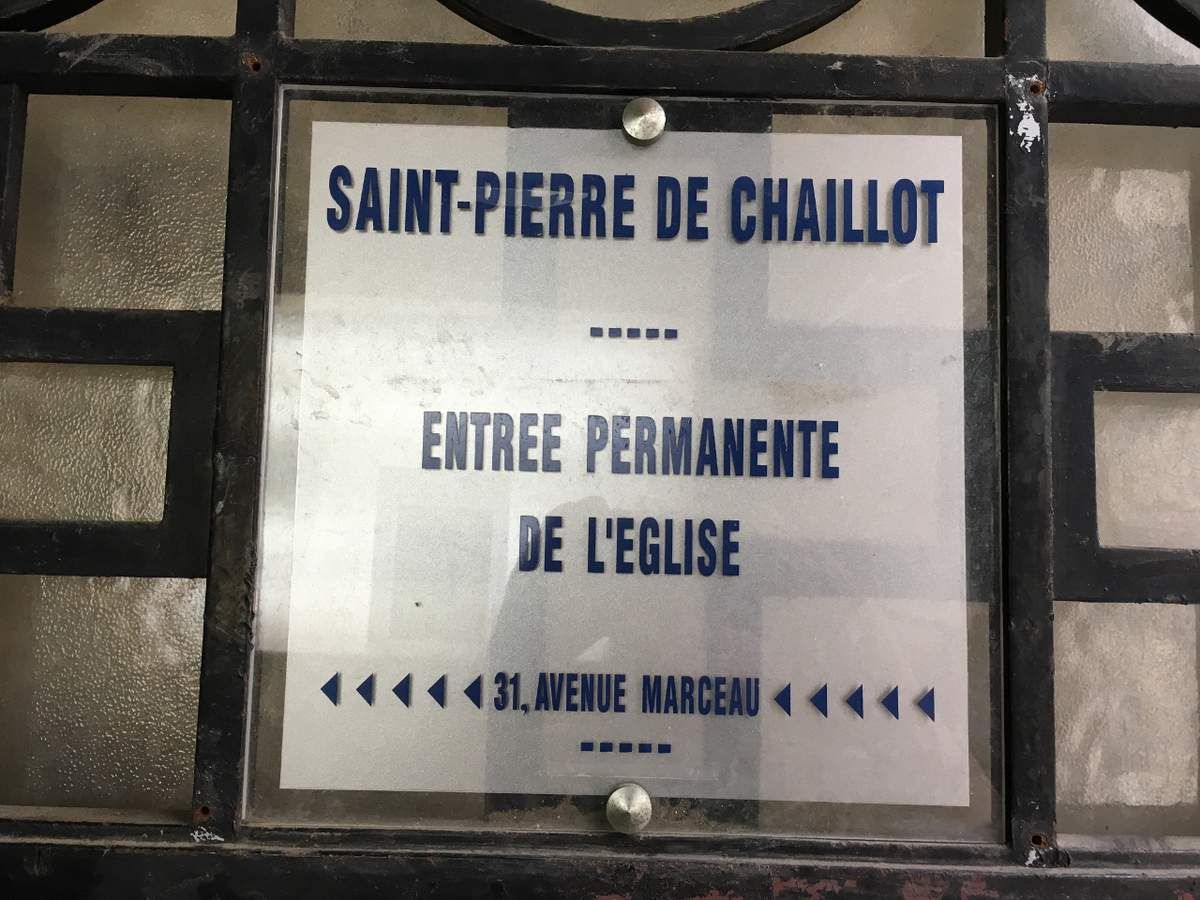 SAINT-PIERRE DE CHAILLOT
-----
ENTREE PERMANENTE
DE L'EGLISE
31, AVENUE MARCEAU
-----